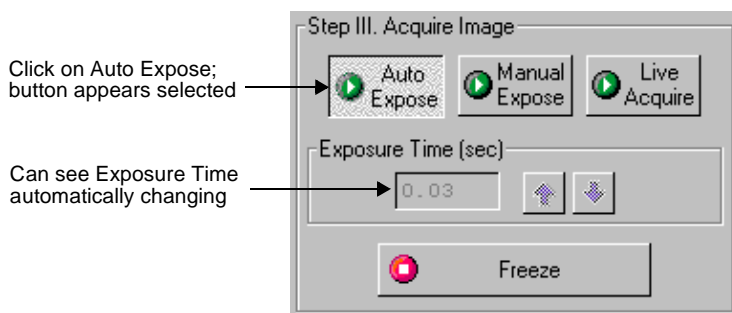 Step III. Acquire Image
Click on Auto Expose;
button appears selected
Auto
Expose
Manual
Expose
Live
Acquire
Exposure Time (sec)
Can see Exposure Time
automatically changing
0.03
Freeze